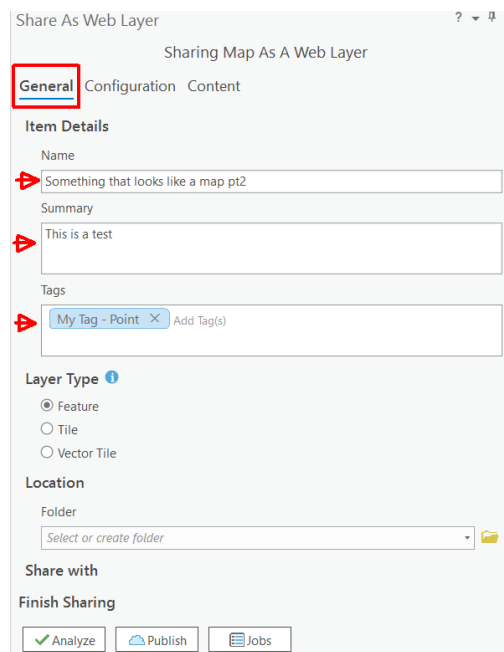 Share As Web Layer ?
Sharing Map As A Web Layer
General Configuration Content
Item Details
Name
Something that looks like a map pt2
Summary
This is a test
Tags
My Tag - Point × Add Tag(s)
Layer Type i
Feature
Tile
Vector Tile
Location
Folder
Select or create folder
Share with
Finish Sharing
Analyze Publish Jobs